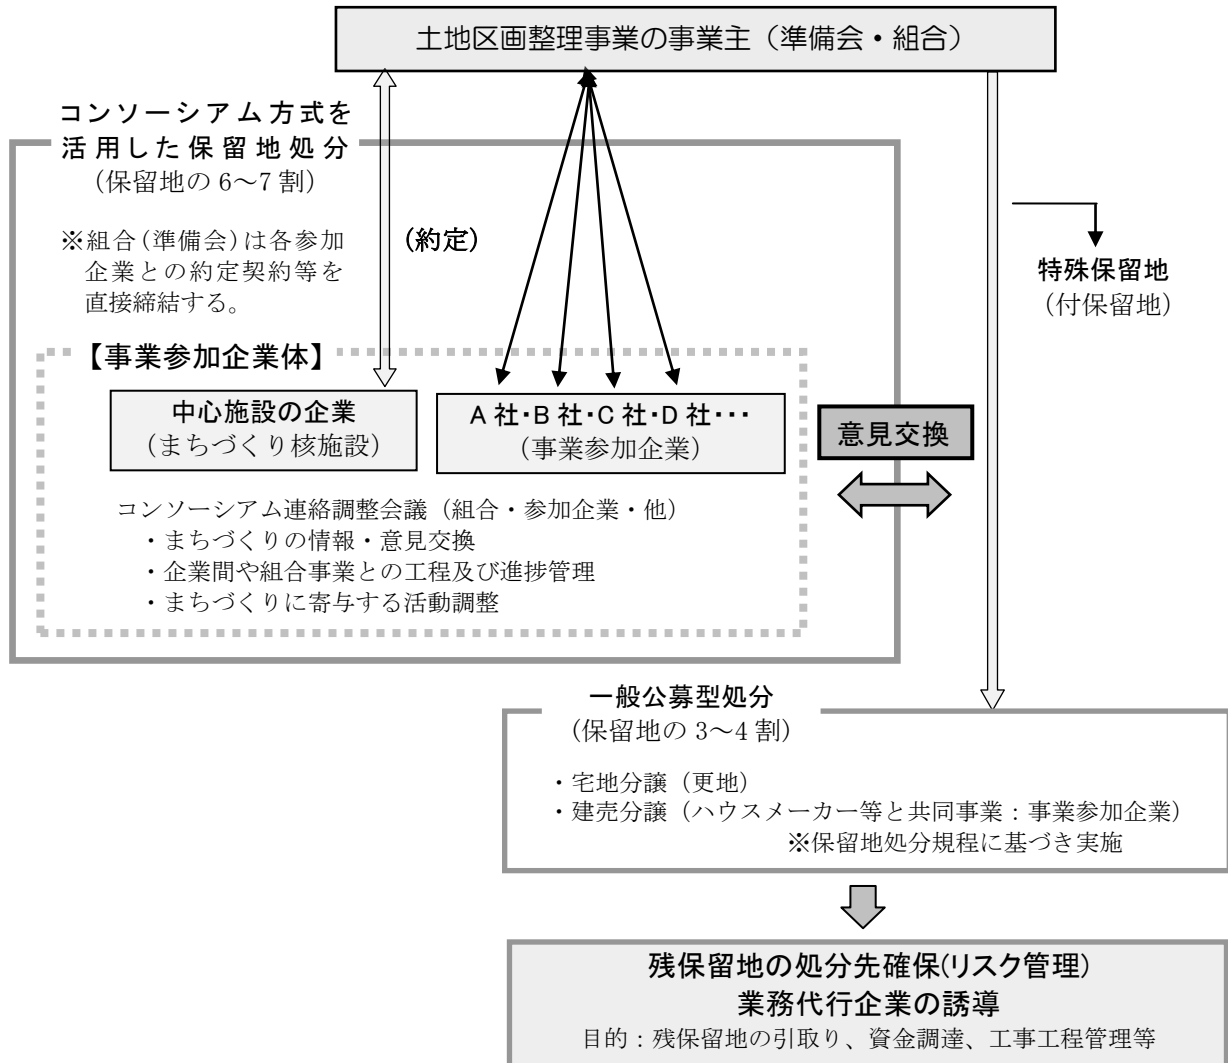 土地区画整理事業の事業主（準備会・組合）
コンソーシアム方式を
活用した保留地処分
（保留地の 6～7 割）
※組合（準備会）は各参加
企業との約定契約等を
直接締結する。
（約定）
特殊保留地
（付保留地）
【事業参加企業体】
中心施設の企業
（まちづくり核施設）
A 社・B 社・C 社・D 社・・・
（事業参加企業）
意見交換
コンソーシアム連絡調整会議（組合・参加企業・他）
・まちづくりの情報・意見交換
・企業間や組合事業との工程及び進捗管理
・まちづくりに寄与する活動調整
一般公募型処分
（保留地の 3～4 割）
・宅地分譲（更地）
・建売分譲（ハウスメーカー等と共同事業：事業参加企業）
※保留地処分規程に基づき実施
残保留地の処分先確保(リスク管理)
業務代行企業の誘導
目的：残保留地の引取り、資金調達、工事工程管理等